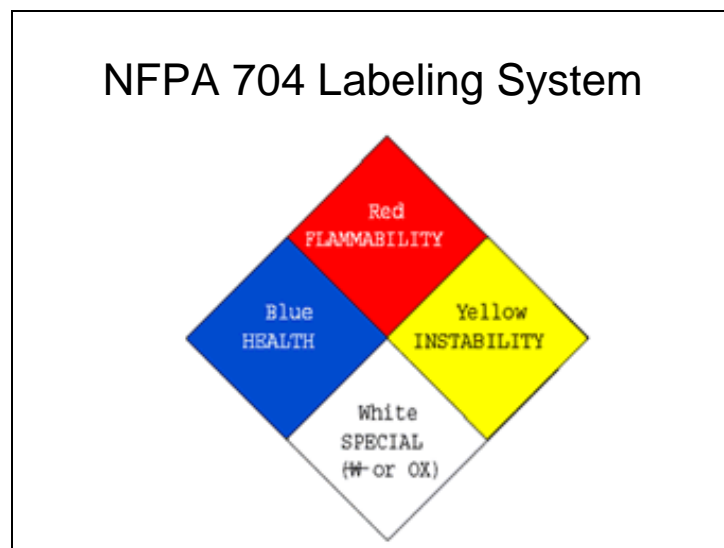 NFPA 704 Labeling System
Red
FLAMMABILITY
Blue
HEALTH
Yellow
INSTABILITY
White
SPECIAL
(W̶ or OX)